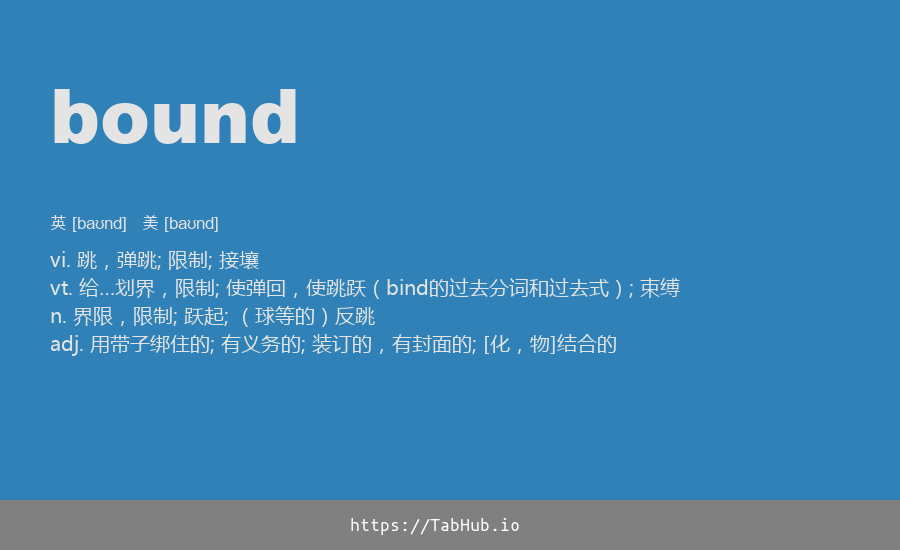 bound
英 [baʊnd] 美 [baʊnd]
vi. 跳，弹跳; 限制; 接壤
vt. 给…划界，限制; 使弹回，使跳跃（bind的过去分词和过去式）; 束缚
n. 界限，限制; 跃起; （球等的）反跳
adj. 用带子绑住的; 有义务的; 装订的，有封面的; [化，物]结合的
https://TabHub.io